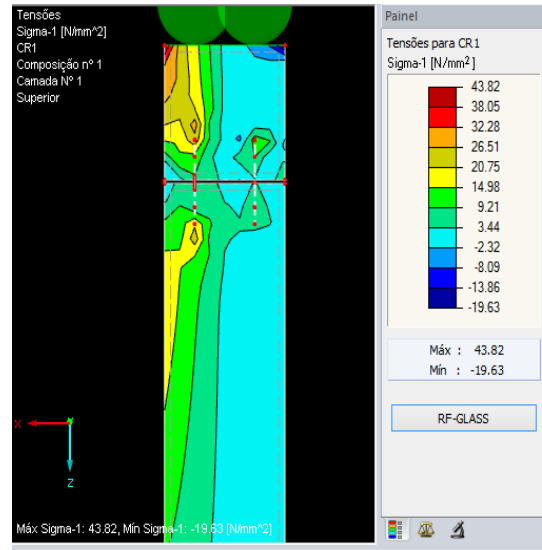 Tensões
Sigma-1 [N/mm^2]
CR1
Composição nº 1
Camada Nº 1
Superior
X
Z
Máx Sigma-1: 43.82, Mín Sigma-1: -19.63 [N/mm^2]
Painel
Tensões para CR1
Sigma-1 [N/mm²]
43.82
38.05
32.28
26.51
20.75
14.98
9.21
3.44
-2.32
-8.09
-13.86
-19.63
Máx : 43.82
Mín : -19.63
RF-GLASS